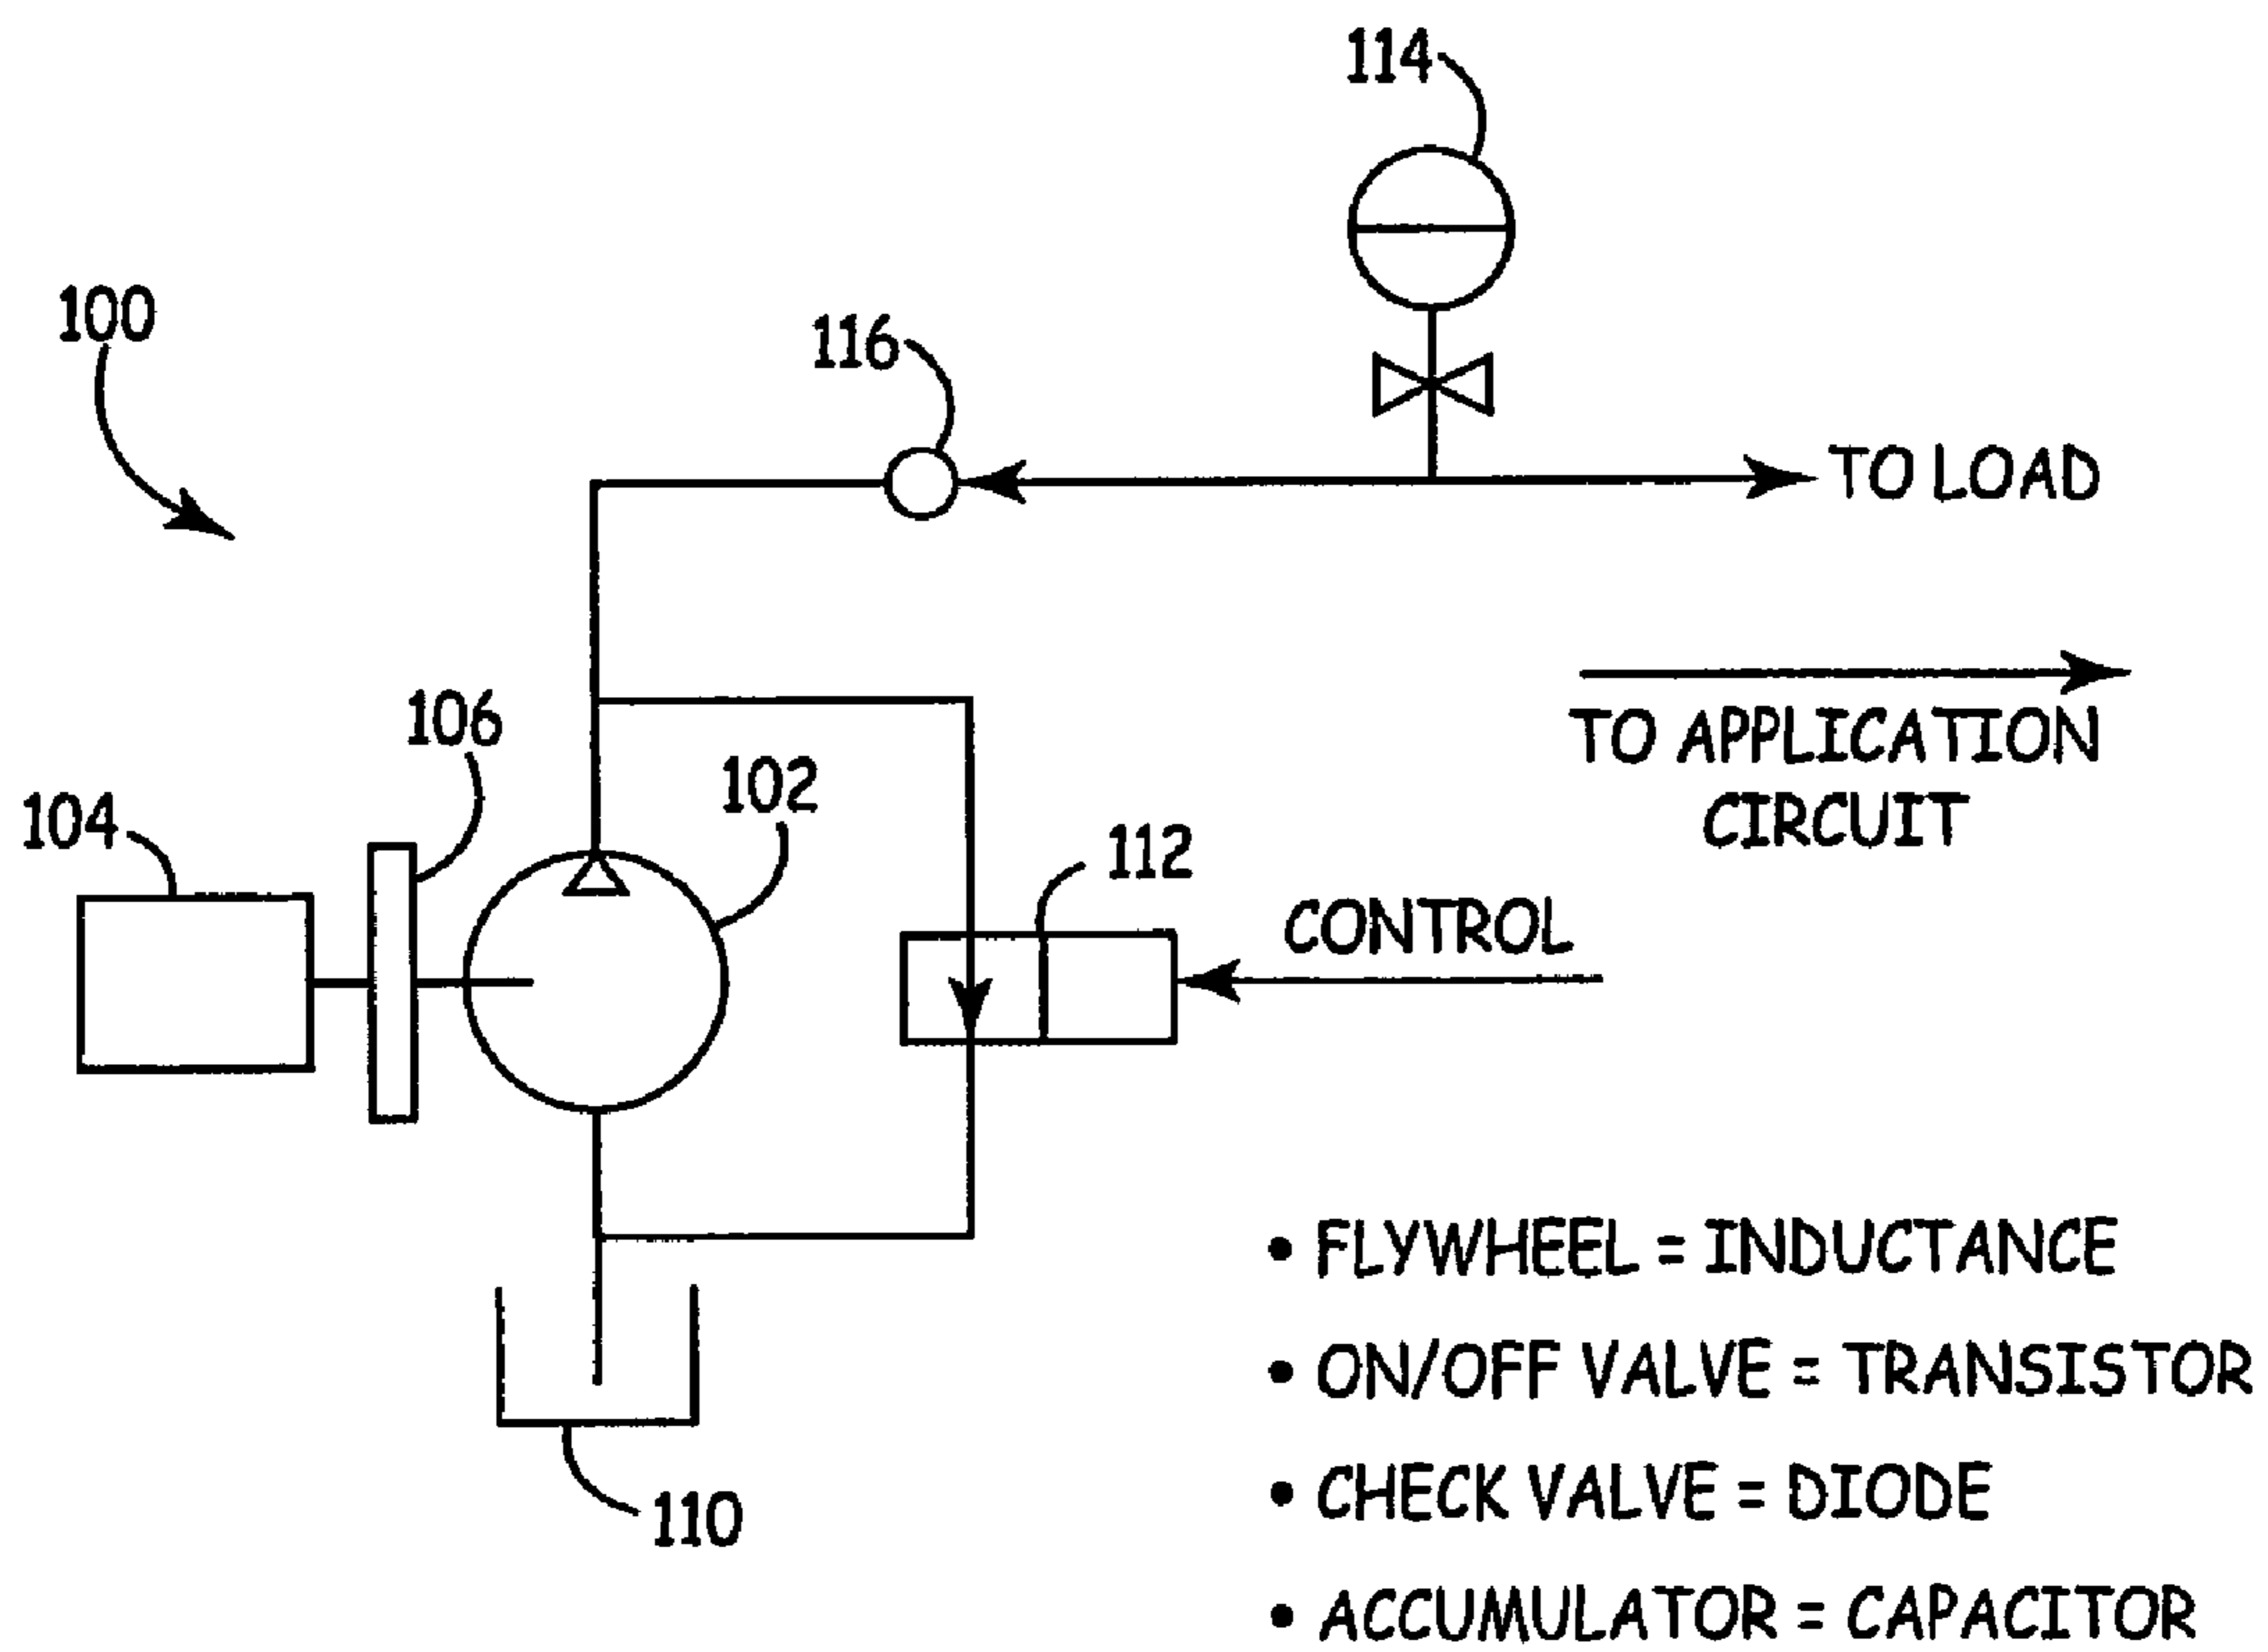 114
100
116
TO LOAD
106
102
TO APPLICATION
CIRCUIT
104
112
CONTROL
• FLYWHEEL = INDUCTANCE
• ON/OFF VALVE = TRANSISTOR
• CHECK VALVE = DIODE
110
• ACCUMULATOR = CAPACITOR